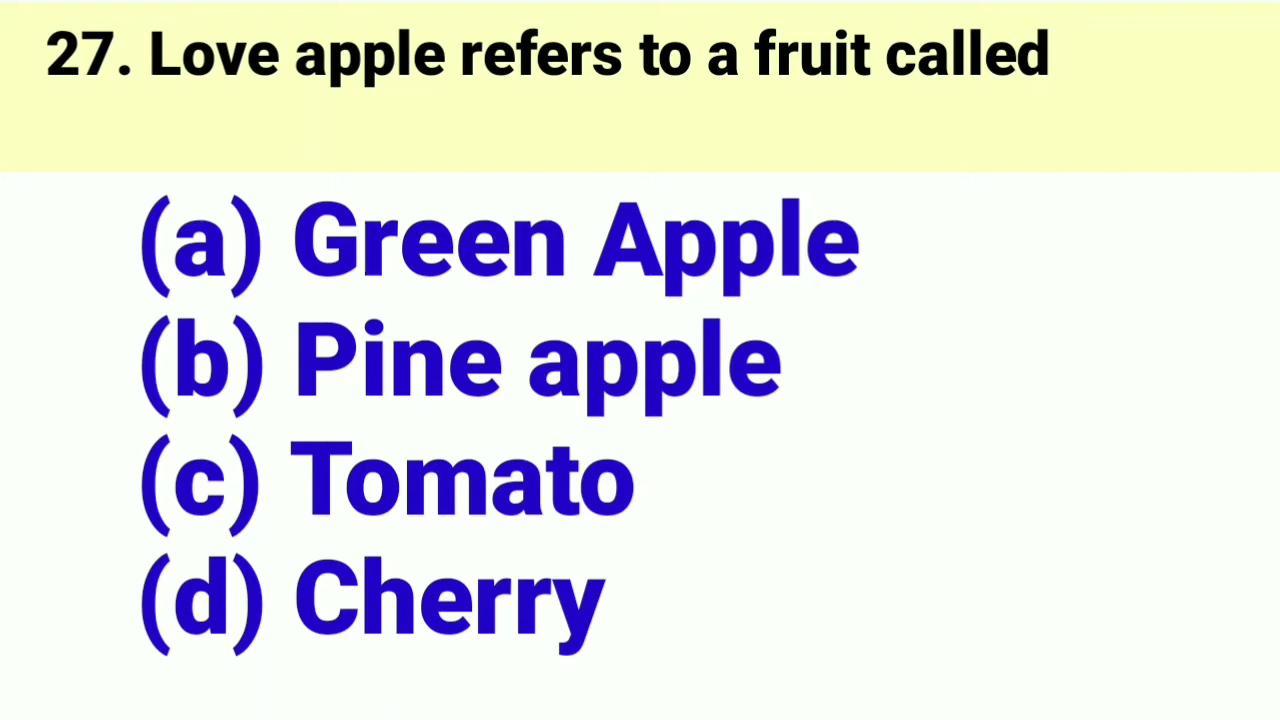 27. Love apple refers to a fruit called
(a) Green Apple
(b) Pine apple
(c) Tomato
(d) Cherry